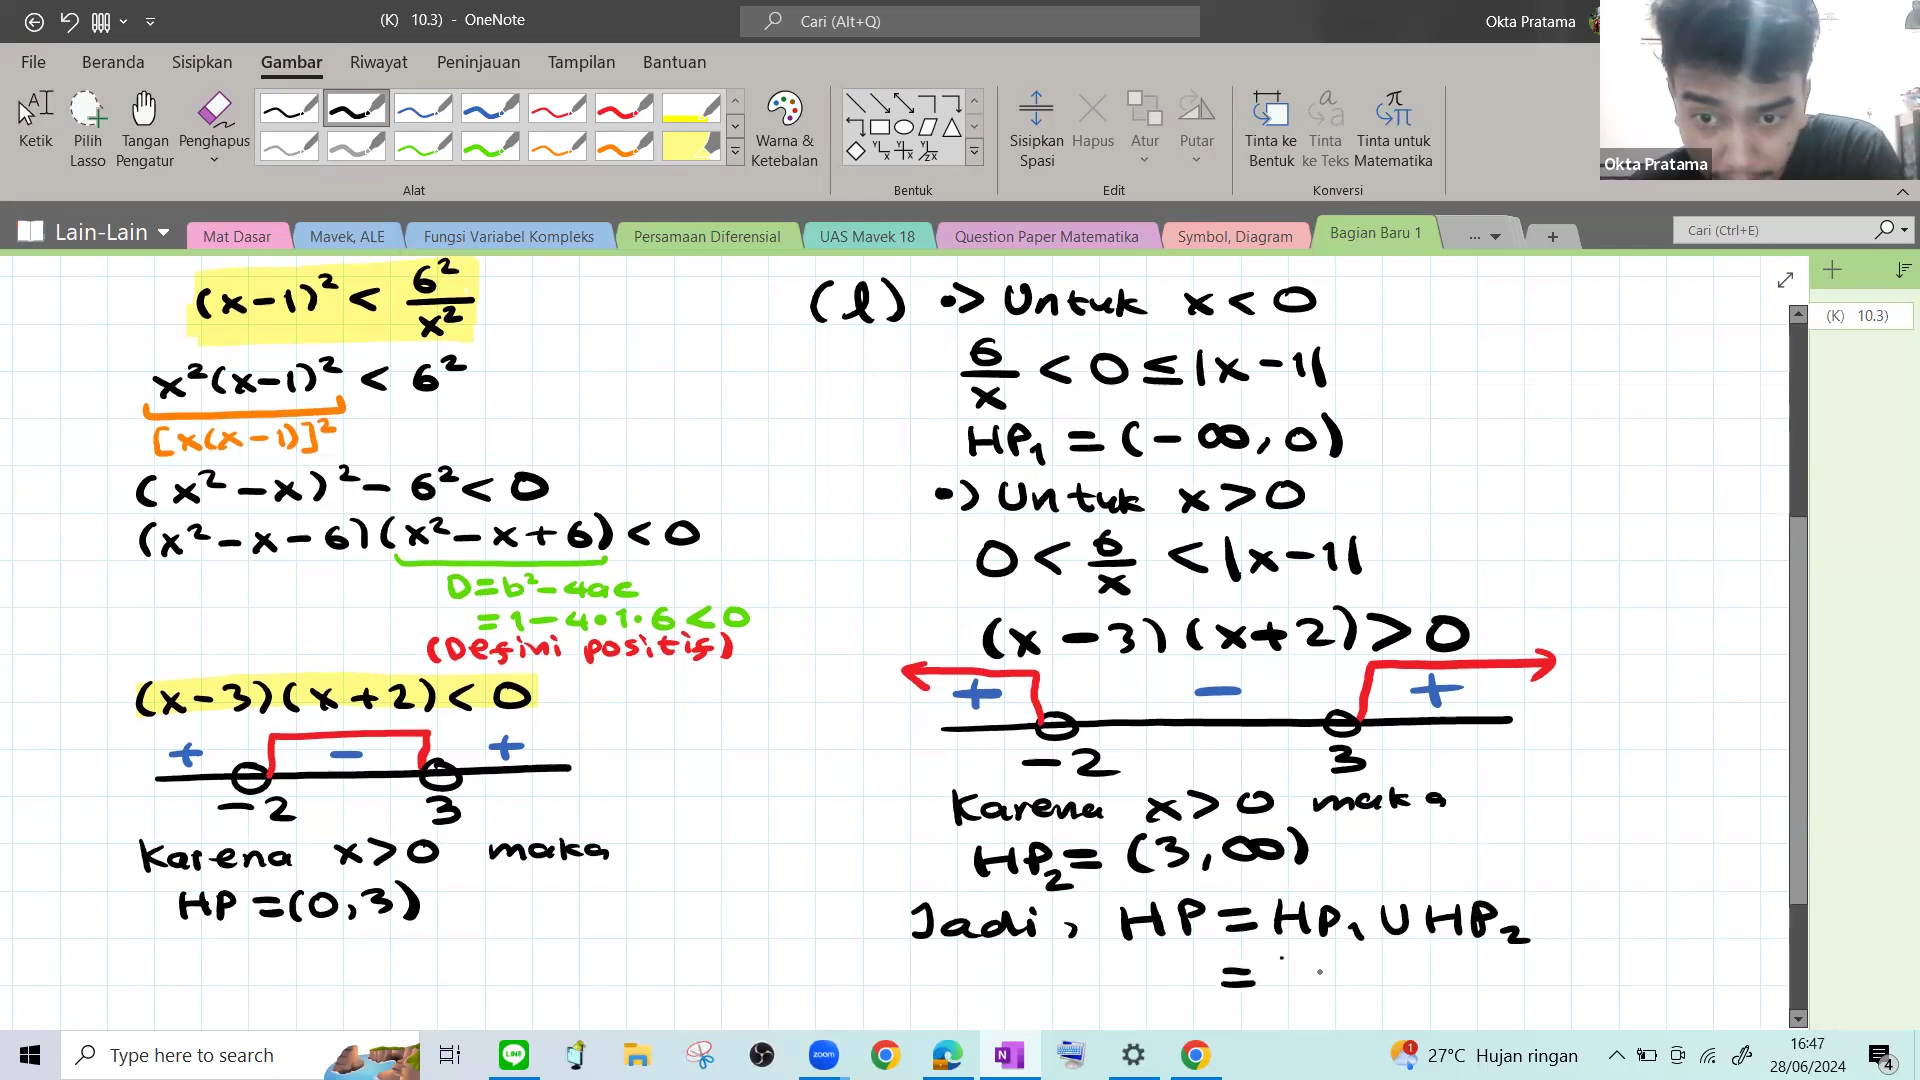 (K) 10.3) - OneNote
Cari (Alt+Q)
Okta Pratama
File Beranda Sisipkan Gambar Riwayat Peninjauan Tampilan Bantuan
Ketik
Pilih Lasso
Tangan Pengatur
Penghapus
Warna & Ketebalan
Sisipkan Spasi
Hapus
Atur
Putar
Tinta ke Bentuk
Tinta ke Teks
Tinta untuk Matematika
Alat
Bentuk
Edit
Konversi
Okta Pratama
Lain-Lain
Mat Dasar
Mavek, ALE
Fungsi Variabel Kompleks
Persamaan Diferensial
UAS Mavek 18
Question Paper Matematika
Symbol, Diagram
Bagian Baru 1
...
Cari (Ctrl+E)
(K) 10.3)
(x-1)² < 6²/x²
x²(x-1)² < 6²
[x(x-1)]²
(x²-x)² - 6² < 0
(x²-x-6)(x²-x+6) < 0
D = b²-4ac
= 1-4•1•6 < 0
(Defini positif)
(x-3)(x+2) < 0
+ - +
-2 3
Karena x>0 maka
HP = (0,3)
(l) •> Untuk x < 0
6/x < 0 ≤ |x-1|
HP₁ = (-∞,0)
•) Untuk x > 0
0 < 6/x < |x-1|
(x-3)(x+2) > 0
+ - +
-2 3
Karena x>0 maka
HP₂ = (3,∞)
Jadi, HP = HP₁ ∪ HP₂
=
Type here to search
zoom
27°C Hujan ringan
16:47
28/06/2024
4